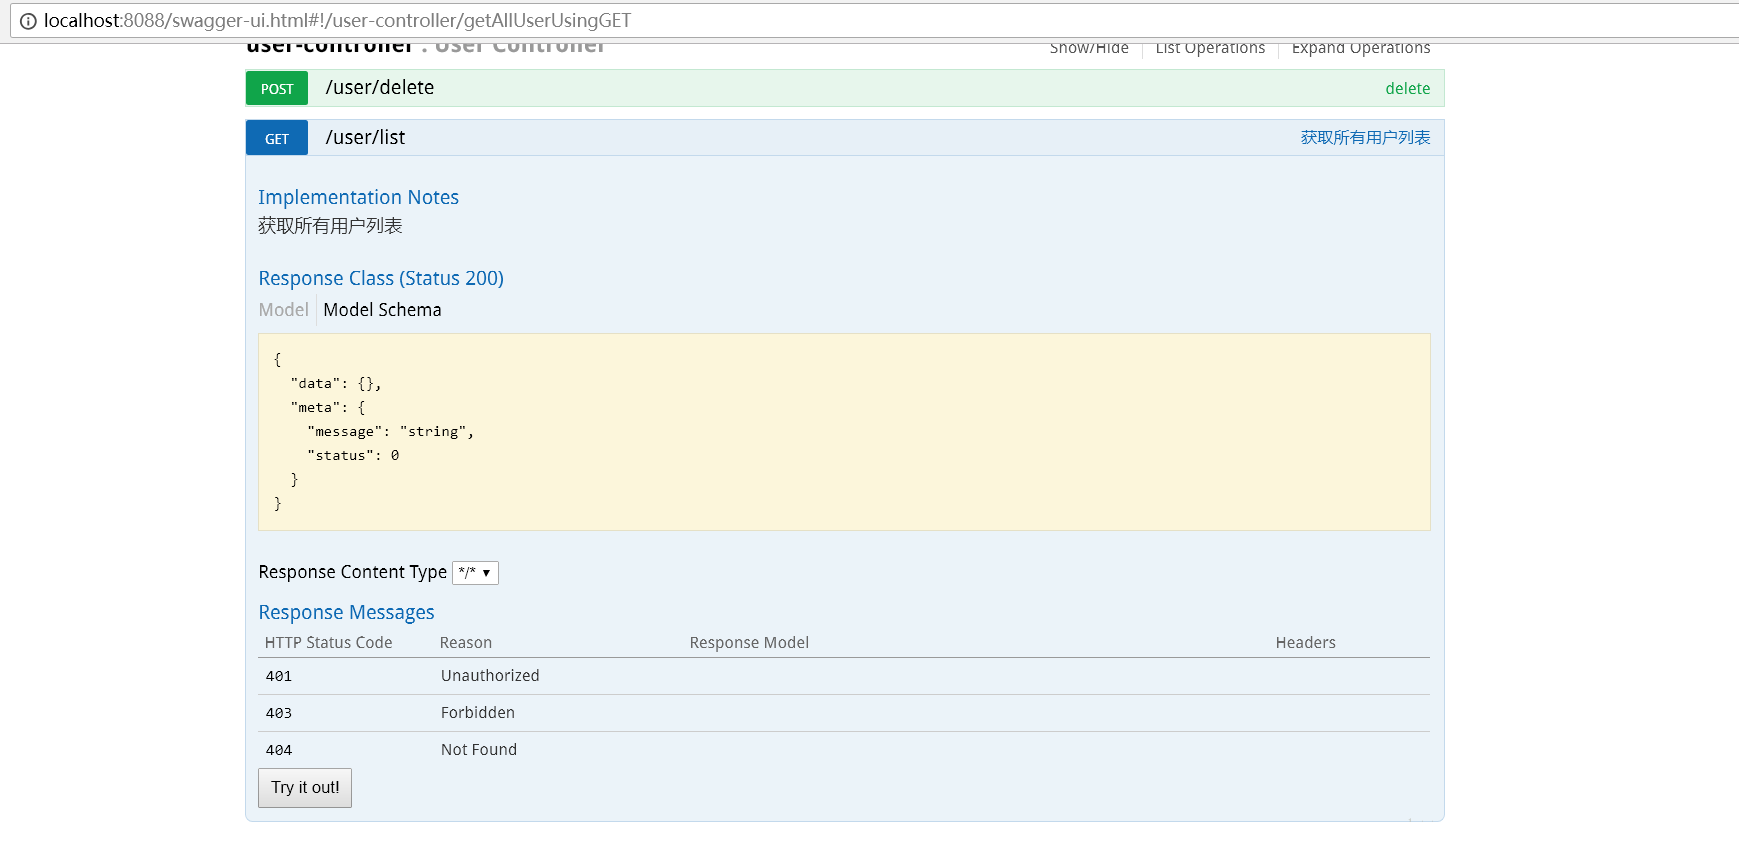 localhost:8088/swagger-ui.html#!/user-controller/getAllUserUsingGET
user-controller : User Controller
Show/Hide List Operations Expand Operations
POST /user/delete delete
GET /user/list 获取所有用户列表
Implementation Notes
获取所有用户列表
Response Class (Status 200)
Model Model Schema
{
"data": {},
"meta": {
"message": "string",
"status": 0
}
}
Response Content Type */*
Response Messages
HTTP Status Code Reason Response Model Headers
401 Unauthorized
403 Forbidden
404 Not Found
Try it out!